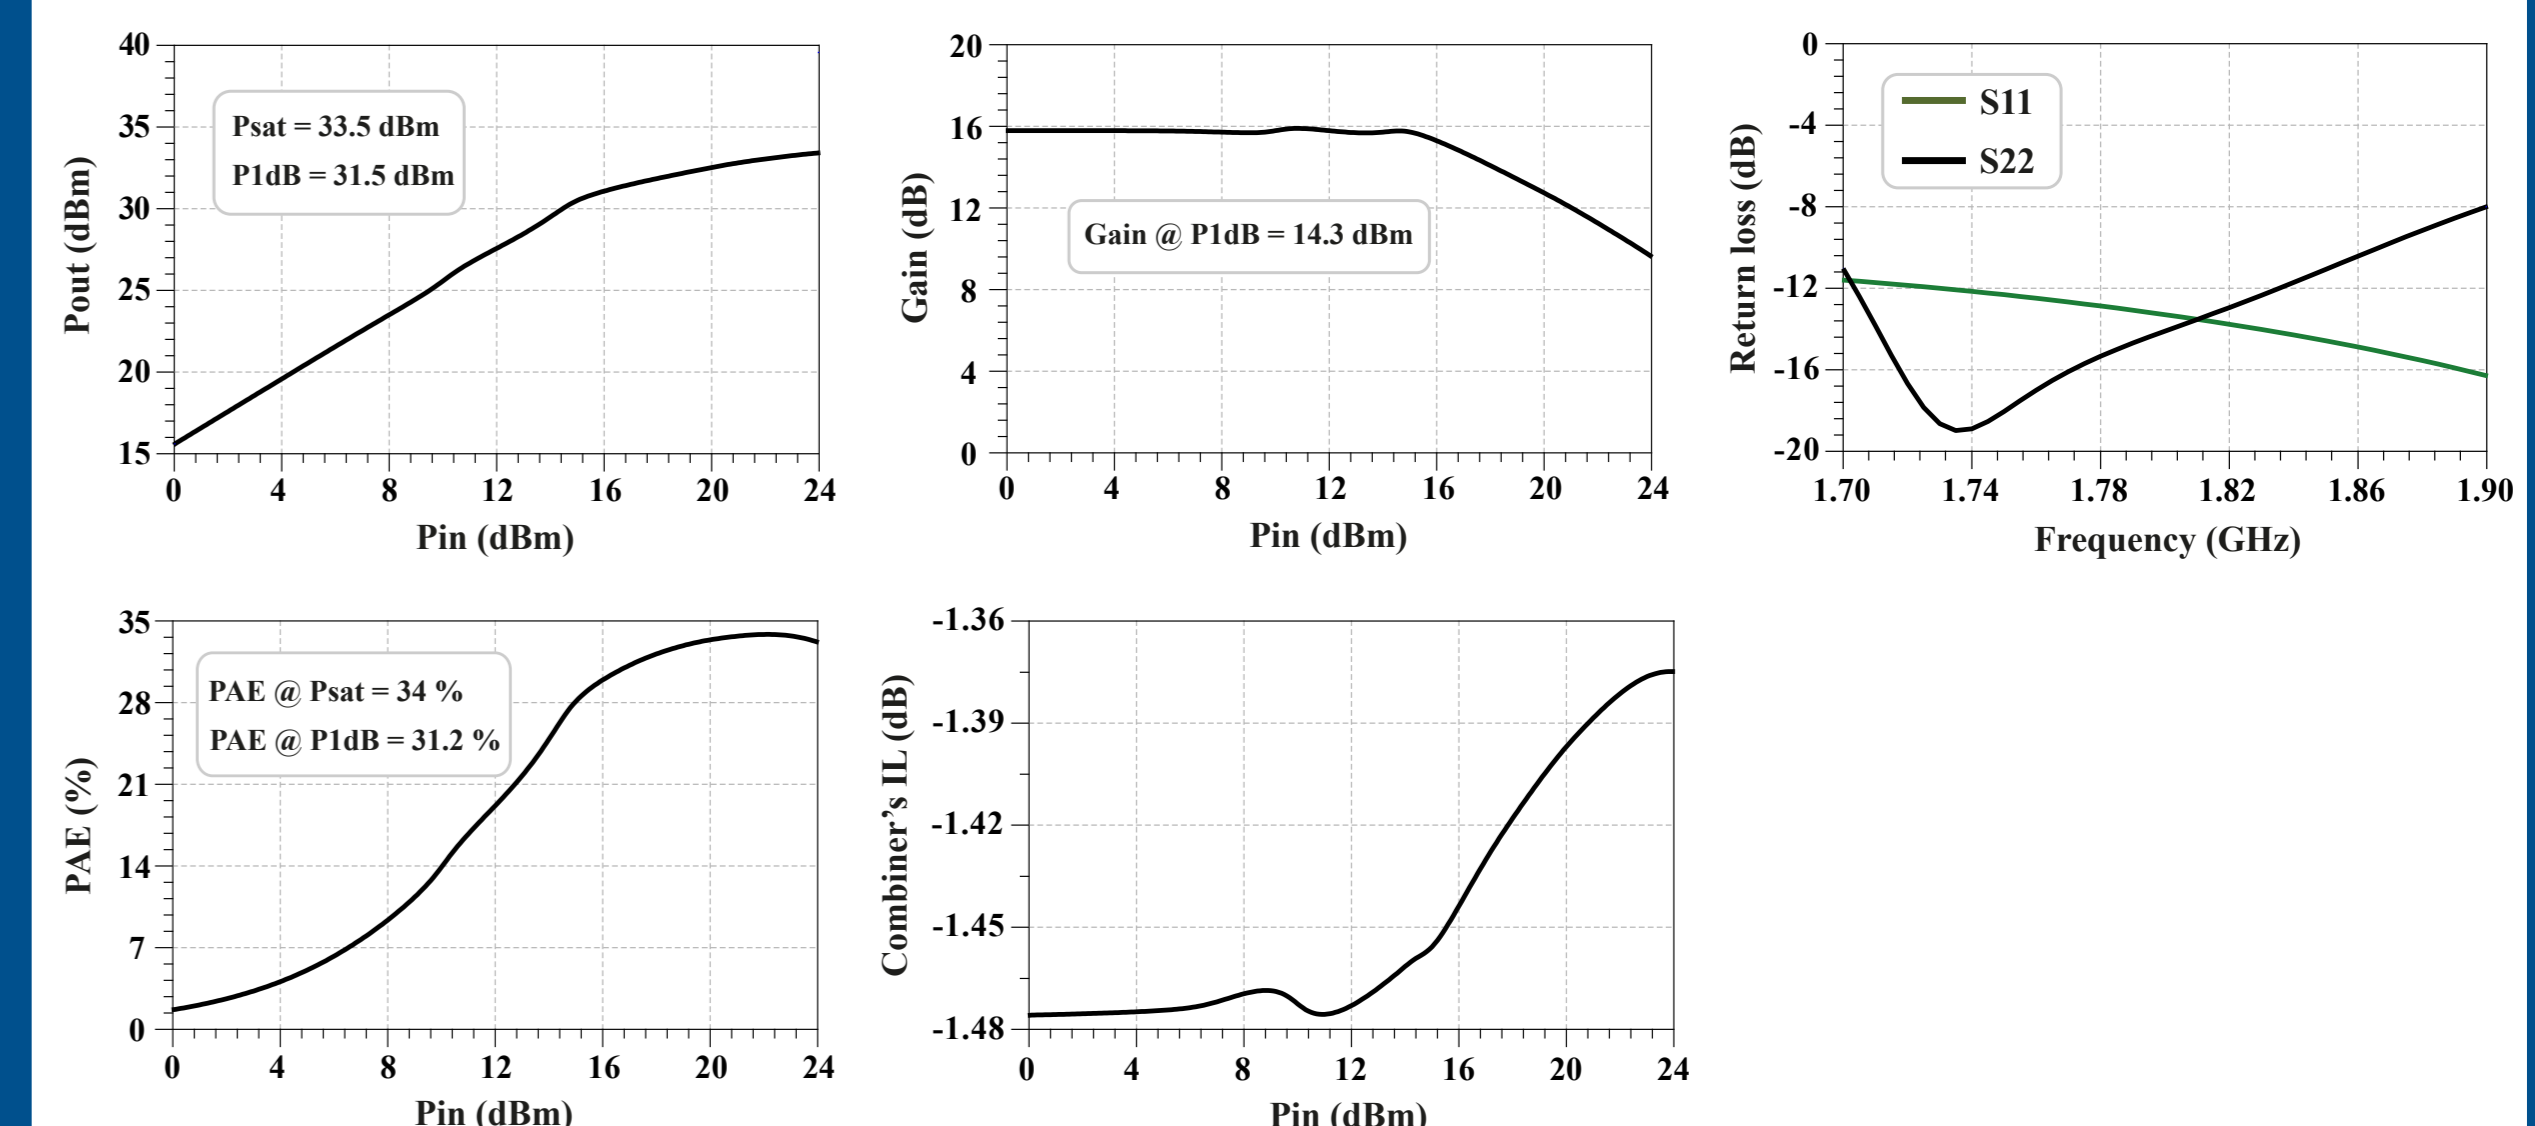 40
35
30
25
20
15
Pout (dBm)
Psat = 33.5 dBm
P1dB = 31.5 dBm
0 4 8 12 16 20 24
Pin (dBm)
20
16
12
8
4
0
Gain (dB)
Gain @ P1dB = 14.3 dBm
0 4 8 12 16 20 24
Pin (dBm)
0
-4
-8
-12
-16
-20
Return loss (dB)
S11
S22
1.70 1.74 1.78 1.82 1.86 1.90
Frequency (GHz)
35
28
21
14
7
0
PAE (%)
PAE @ Psat = 34 %
PAE @ P1dB = 31.2 %
0 4 8 12 16 20 24
Pin (dBm)
-1.36
-1.39
-1.42
-1.45
-1.48
Combiner’s IL (dB)
0 4 8 12 16 20 24
Pin (dBm)